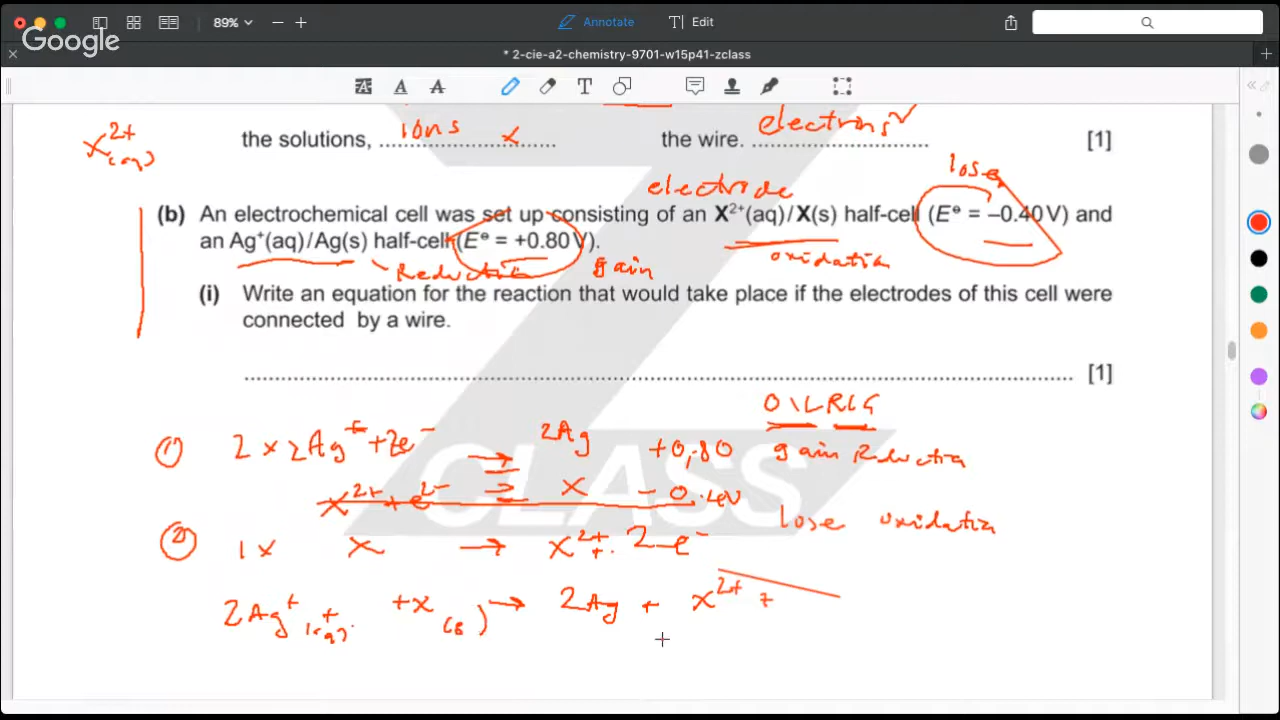 89%
Annotate
Edit
Google
* 2-cie-a2-chemistry-9701-w15p41-zclass
X²⁺(aq)
the solutions, ions the wire. electrons [1]
electrode
lose
(b) An electrochemical cell was set up consisting of an X²⁺(aq)/X(s) half-cell (E⦵ = –0.40 V) and
an Ag⁺(aq)/Ag(s) half-cell (E⦵ = +0.80 V).
Reduction gain oxidation
(i) Write an equation for the reaction that would take place if the electrodes of this cell were
connected by a wire.
[1]
OILRIG
① 2 x 2Ag⁺ + 2e⁻ → 2Ag +0.80 gain Reduction
X²⁺ + e²⁻ ⇌ X - 0.40V
lose oxidation
② 1x X → X²⁺ + 2e⁻
2Ag⁺(aq) + X(s) → 2Ag + X²⁺ +
Z
CLASS